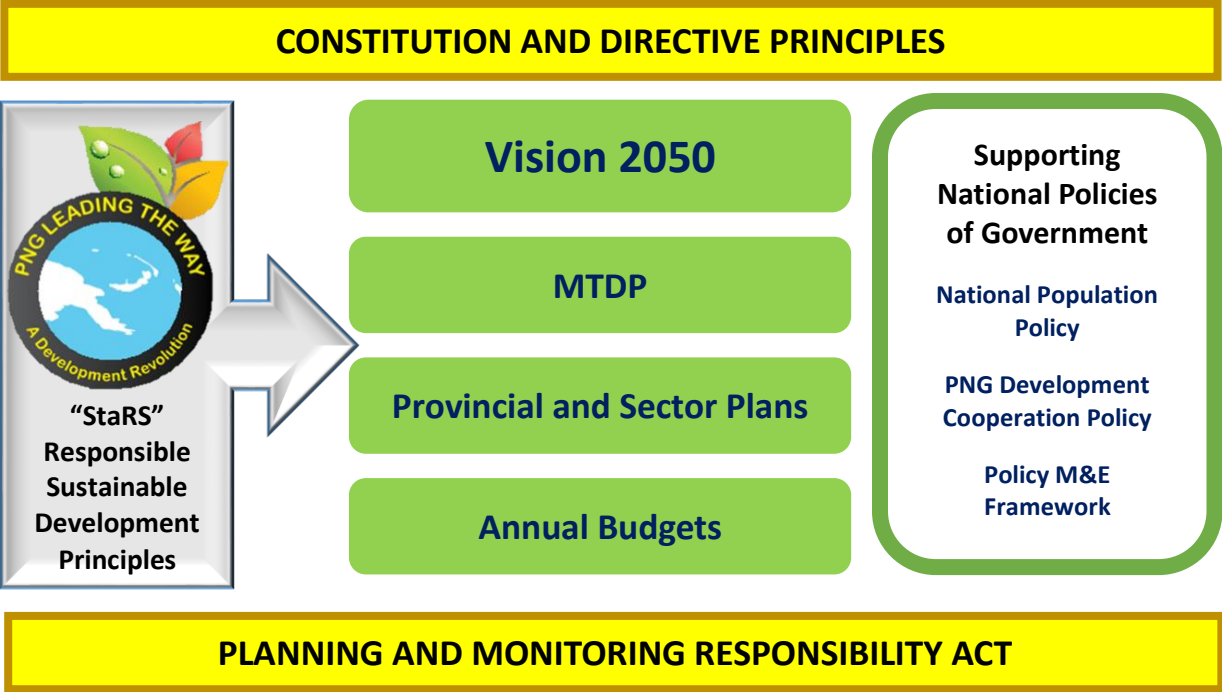 CONSTITUTION AND DIRECTIVE PRINCIPLES
PNG LEADING THE WAY
A Development Revolution
“StaRS”
Responsible
Sustainable
Development
Principles
Vision 2050
MTDP
Provincial and Sector Plans
Annual Budgets
Supporting
National Policies
of Government
National Population
Policy
PNG Development
Cooperation Policy
Policy M&E
Framework
PLANNING AND MONITORING RESPONSIBILITY ACT